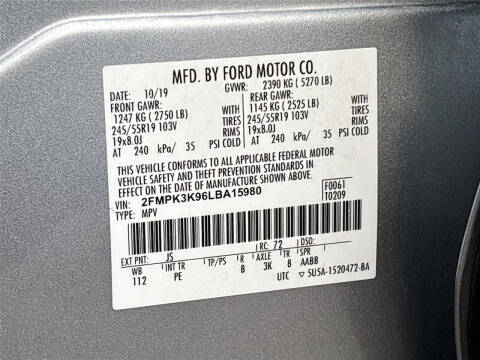 MFD. BY FORD MOTOR CO.
DATE: 10/19 GVWR: 2390 KG ( 5270 LB)
FRONT GAWR: REAR GAWR:
1247 KG ( 2750 LB) WITH 1145 KG ( 2525 LB) WITH
245/55R19 103V TIRES 245/55R19 103V TIRES
19x8.0J RIMS 19x8.0J RIMS
AT 240 kPa/ 35 PSI COLD AT 240 kPa/ 35 PSI COLD
THIS VEHICLE CONFORMS TO ALL APPLICABLE FEDERAL MOTOR
VEHICLE SAFETY AND THEFT PREVENTION STANDARDS IN EFFECT
ON THE DATE OF MANUFACTURE SHOWN ABOVE.
VIN: 2FMPK3K96LBA15980 F0061
TYPE: MPV T0209
EXT PNT: JS RC: 72 DSO:
WB INT TR TP/PS R AXLE TR SPR
112 PE B 3K 8 AABB
UTC 5U5A-1520472-BA